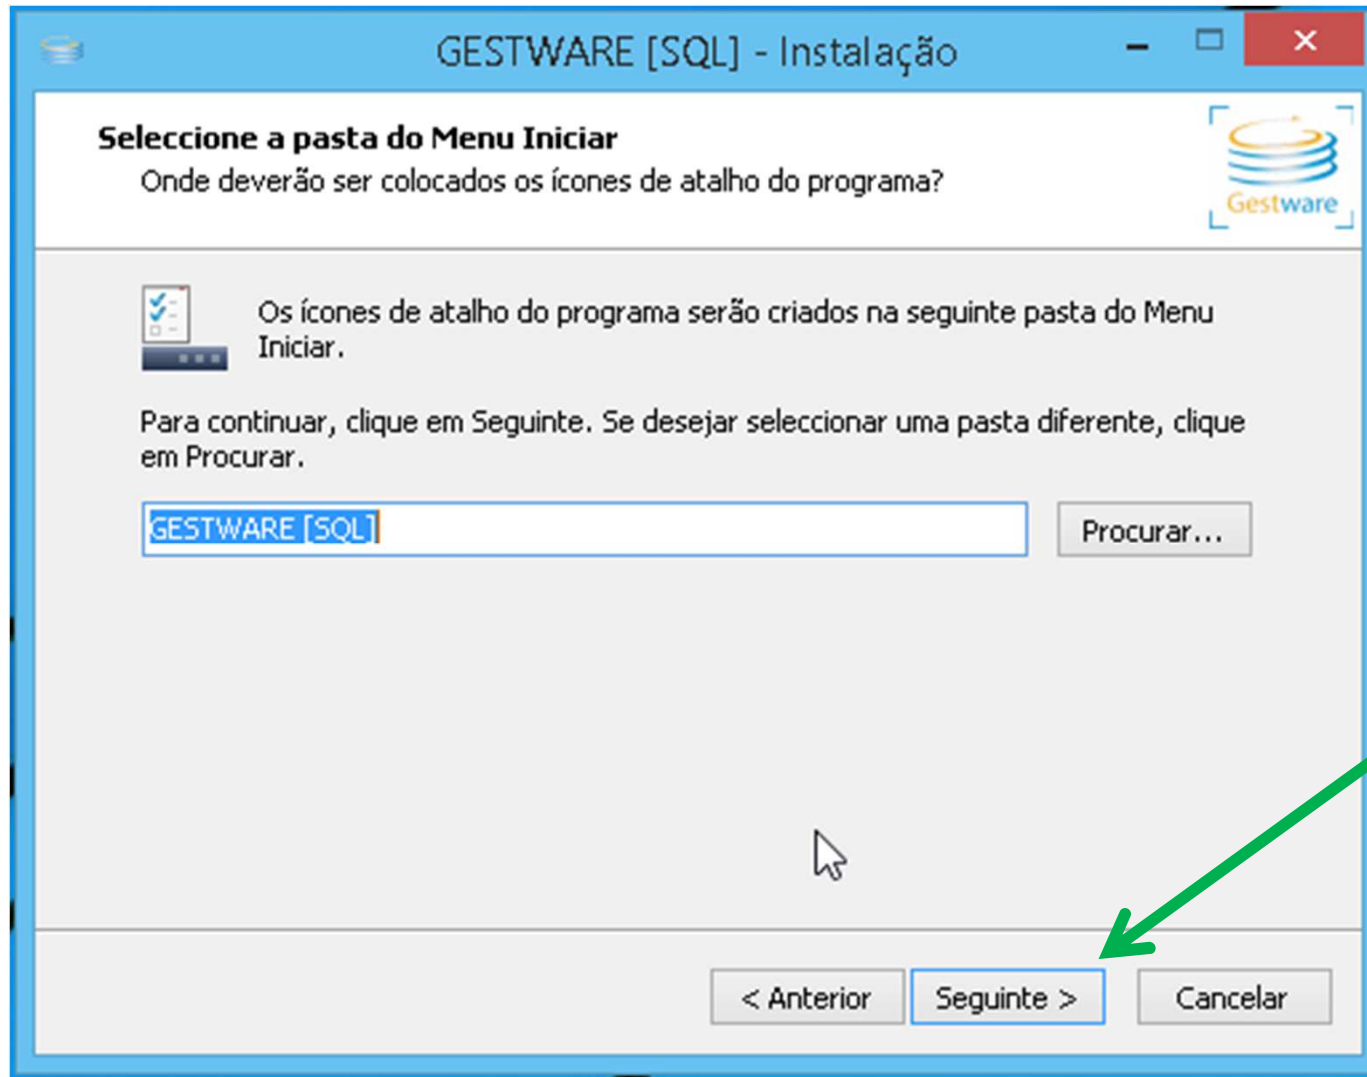 GESTWARE [SQL] - Instalação
Seleccione a pasta do Menu Iniciar
Onde deverão ser colocados os ícones de atalho do programa?
Gestware
Os ícones de atalho do programa serão criados na seguinte pasta do Menu
Iniciar.
Para continuar, clique em Seguinte. Se desejar seleccionar uma pasta diferente, clique
em Procurar.
GESTWARE [SQL]
Procurar...
< Anterior
Seguinte >
Cancelar